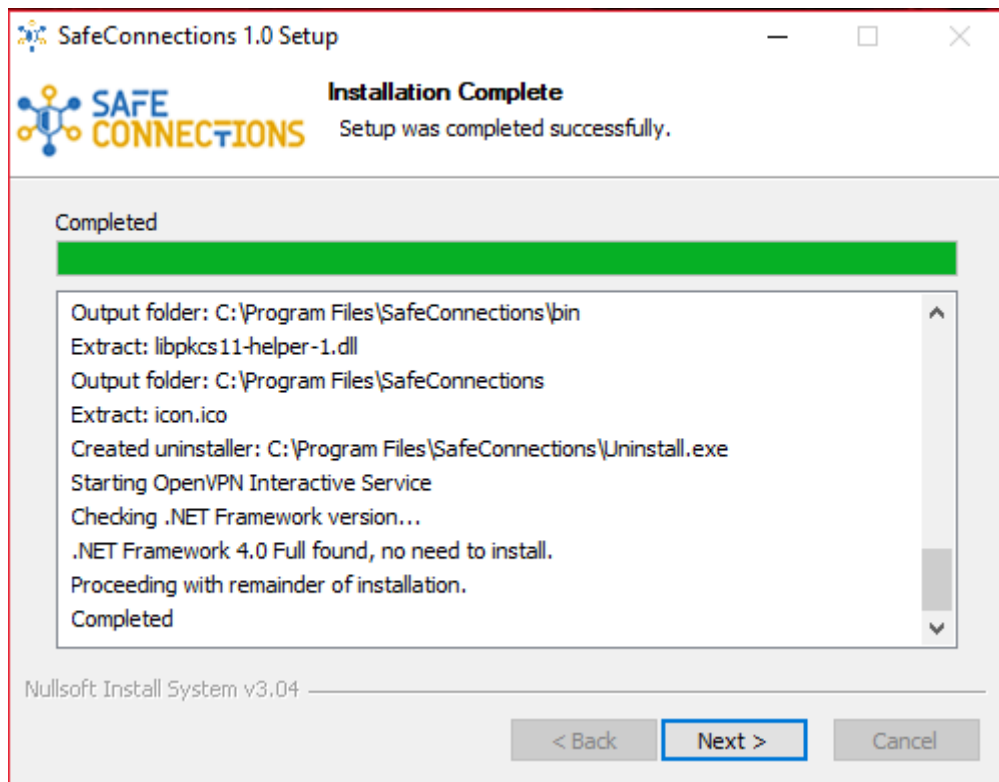 SafeConnections 1.0 Setup
SAFE
CONNECTIONS
Installation Complete
Setup was completed successfully.
Completed
Output folder: C:\Program Files\SafeConnections\bin
Extract: libpkcs11-helper-1.dll
Output folder: C:\Program Files\SafeConnections
Extract: icon.ico
Created uninstaller: C:\Program Files\SafeConnections\Uninstall.exe
Starting OpenVPN Interactive Service
Checking .NET Framework version...
.NET Framework 4.0 Full found, no need to install.
Proceeding with remainder of installation.
Completed
Nullsoft Install System v3.04
< Back
Next >
Cancel